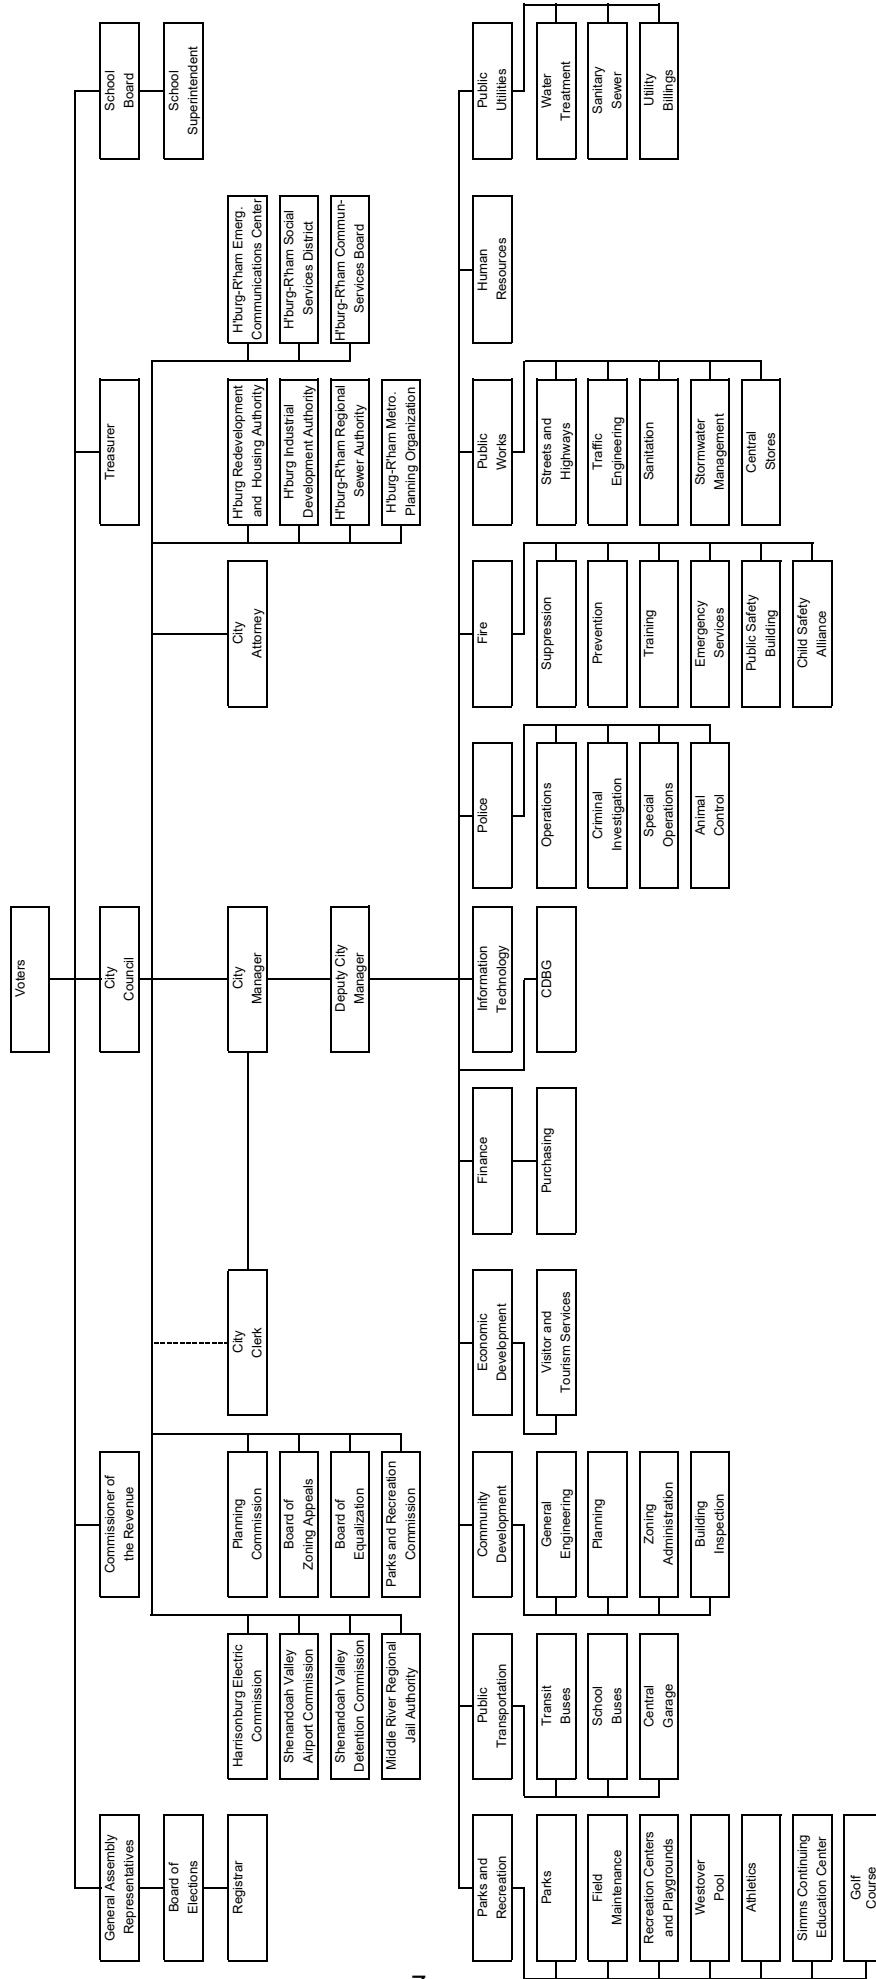 Voters
General Assembly
Representatives
Commissioner of
the Revenue
City
Council
Treasurer
School
Board
Board of
Elections
School
Superintendent
Registrar
Harrisonburg Electric
Commission
Shenandoah Valley
Airport Commission
Shenandoah Valley
Detention Commission
Middle River Regional
Jail Authority
Planning
Commission
Board of
Zoning Appeals
Board of
Equalization
Parks and Recreation
Commission
City
Clerk
City
Manager
City
Attorney
H'burg Redevelopment
and Housing Authority
H'burg Industrial
Development Authority
H'burg-R'ham Regional
Sewer Authority
H'burg-R'ham Metro.
Planning Organization
H'burg-R'ham Emerg.
Communications Center
H'burg-R'ham Social
Services District
H'burg-R'ham Commun-
Services Board
Deputy City
Manager
Parks and
Recreation
Parks
Field
Maintenance
Recreation Centers
and Playgrounds
Westover
Pool
Athletics
Simms Continuing
Education Center
Golf
Course
Public
Transportation
Transit
Buses
School
Buses
Central
Garage
Community
Development
General
Engineering
Planning
Zoning
Administration
Building
Inspection
Economic
Development
Visitor and
Tourism Services
Finance
Purchasing
Information
Technology
CDBG
Police
Operations
Criminal
Investigation
Special
Operations
Animal
Control
Fire
Suppression
Prevention
Training
Emergency
Services
Public Safety
Building
Child Safety
Alliance
Public
Works
Streets and
Highways
Traffic
Engineering
Sanitation
Stormwater
Management
Central
Stores
Human
Resources
Public
Utilities
Water
Treatment
Sanitary
Sewer
Utility
Billings
7